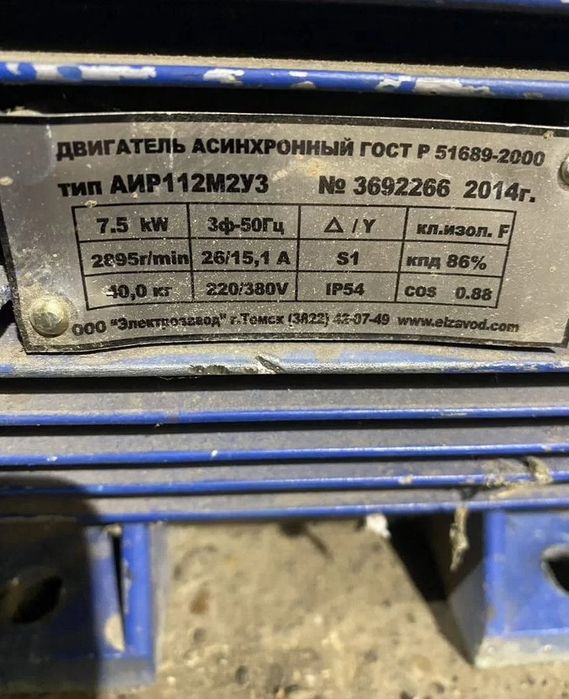 ДВИГАТЕЛЬ АСИНХРОННЫЙ ГОСТ Р 51689-2000
тип АИР112М2У3 № 3692266 2014г.
7.5 kW 3ф-50Гц Δ / Y кл.изол. F
2895r/min 26/15,1 А S1 кпд 86%
40,0 кг 220/380V IP54 cos 0.88
ООО "Электрозавод" г.Томск (3822) 42-07-49 www.elzavod.com